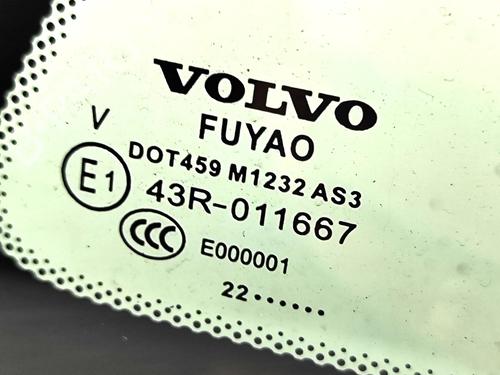 VOLVO
FUYAO
V
DOT459 M1232 AS3
E1
43R-011667
CCC
E000001
22......